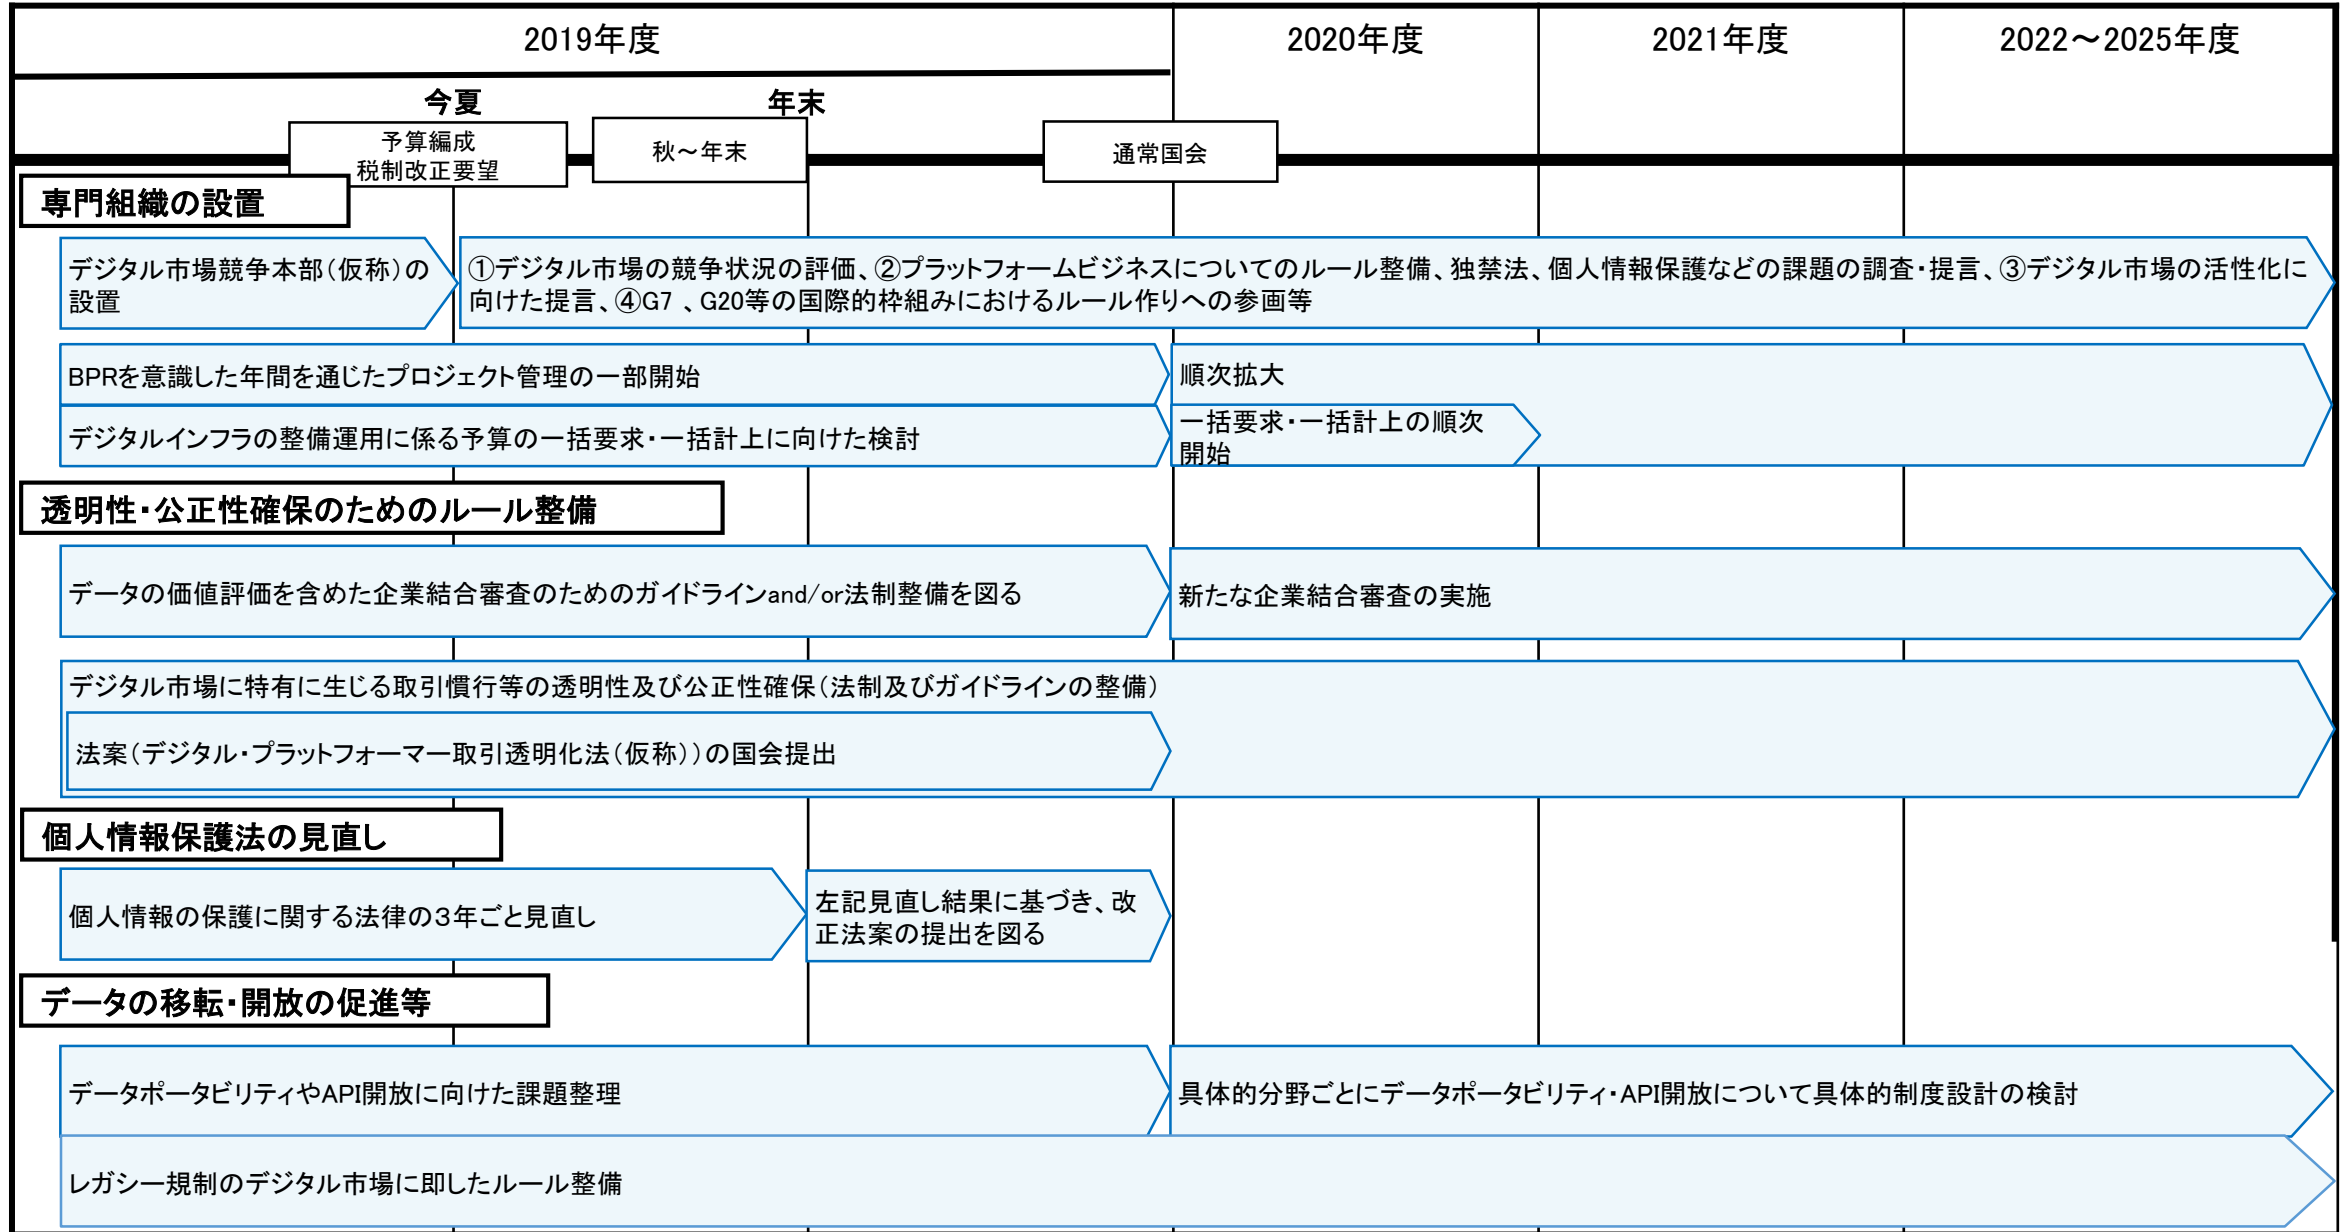 2019年度
2020年度
2021年度
2022～2025年度
今夏
年末
予算編成
税制改正要望
秋～年末
通常国会
専門組織の設置
デジタル市場競争本部（仮称）の
設置
①デジタル市場の競争状況の評価、②プラットフォームビジネスについてのルール整備、独禁法、個人情報保護などの課題の調査・提言、③デジタル市場の活性化に
向けた提言、④G7 、G20等の国際的枠組みにおけるルール作りへの参画等
BPRを意識した年間を通じたプロジェクト管理の一部開始
順次拡大
デジタルインフラの整備運用に係る予算の一括要求・一括計上に向けた検討
一括要求・一括計上の順次
開始
透明性・公正性確保のためのルール整備
データの価値評価を含めた企業結合審査のためのガイドラインand/or法制整備を図る
新たな企業結合審査の実施
デジタル市場に特有に生じる取引慣行等の透明性及び公正性確保（法制及びガイドラインの整備）
法案（デジタル・プラットフォーマー取引透明化法（仮称））の国会提出
個人情報保護法の見直し
個人情報の保護に関する法律の３年ごと見直し
左記見直し結果に基づき、改
正法案の提出を図る
データの移転・開放の促進等
データポータビリティやAPI開放に向けた課題整理
具体的分野ごとにデータポータビリティ・API開放について具体的制度設計の検討
レガシー規制のデジタル市場に即したルール整備